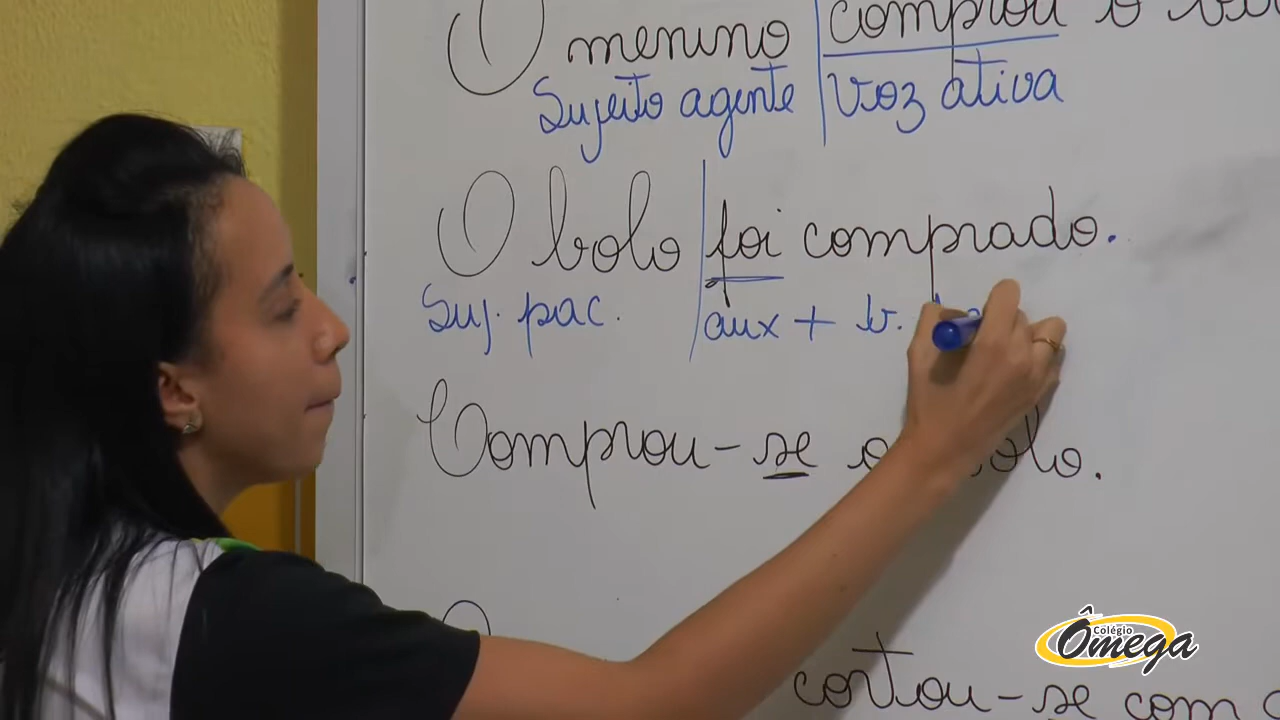 O menino comprou o
Sujeito agente voz ativa
O bolo foi comprado.
Suj. pac. aux + v.
Comprou-se o bolo.
cortou-se com
Colégio
Ômega